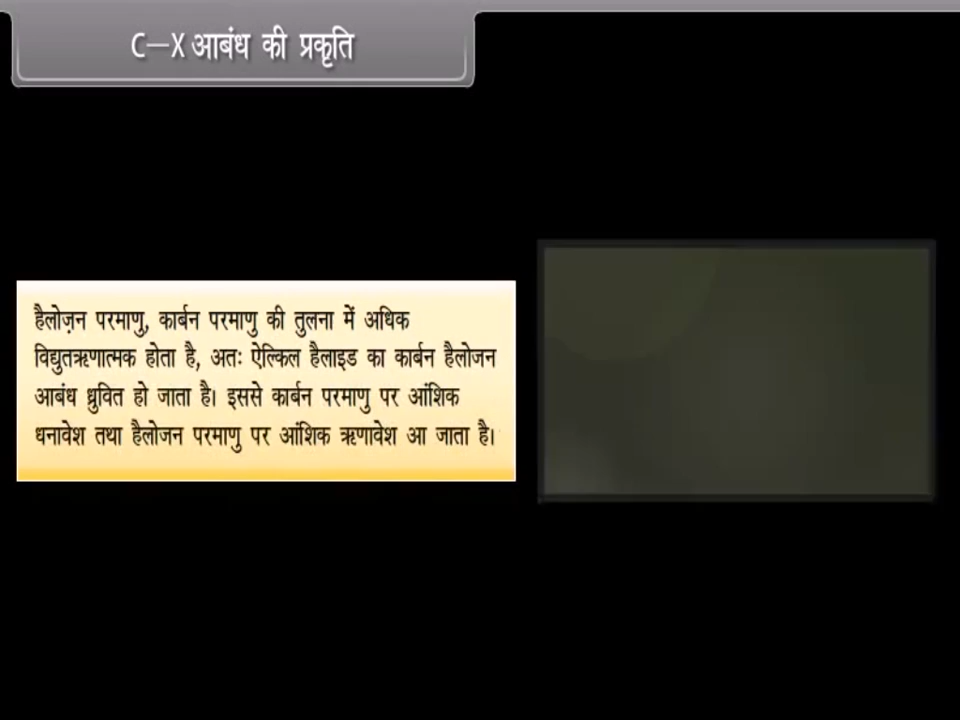 C—X आबंध की प्रकृति
हैलोज़न परमाणु, कार्बन परमाणु की तुलना में अधिक
विद्युतऋणात्मक होता है, अतः ऐल्किल हैलाइड का कार्बन हैलोजन
आबंध ध्रुवित हो जाता है। इससे कार्बन परमाणु पर आंशिक
धनावेश तथा हैलोजन परमाणु पर आंशिक ऋणावेश आ जाता है।